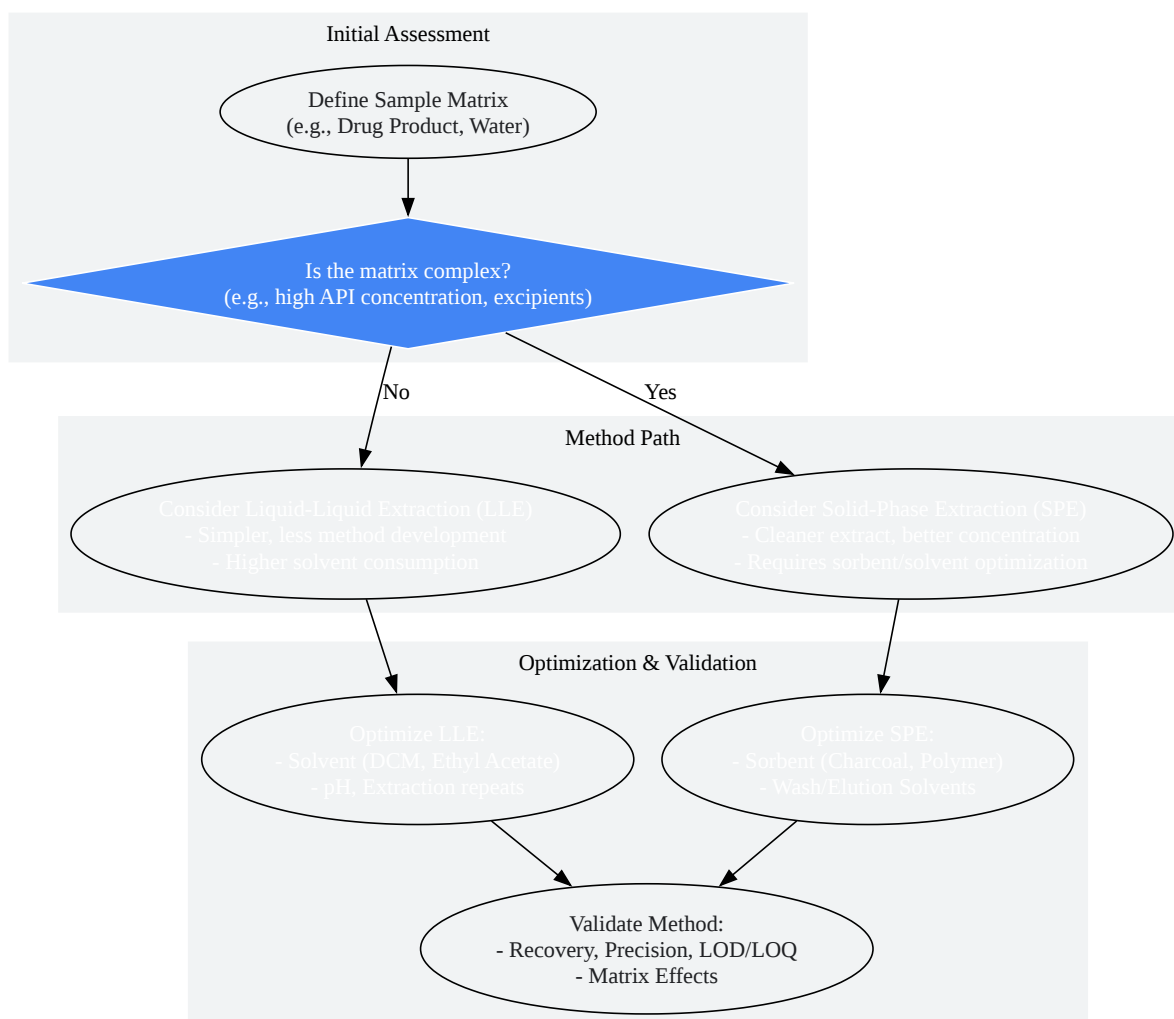 Initial Assessment
Define Sample Matrix
(e.g., Drug Product, Water)
Is the matrix complex?
(e.g., high API concentration, excipients)
No
Yes
Method Path
Consider Liquid-Liquid Extraction (LLE)
- Simpler, less method development
- Higher solvent consumption
Consider Solid-Phase Extraction (SPE)
- Cleaner extract, better concentration
- Requires sorbent/solvent optimization
Optimization & Validation
Optimize LLE:
- Solvent (DCM, Ethyl Acetate)
- pH, Extraction repeats
Optimize SPE:
- Sorbent (Charcoal, Polymer)
- Wash/Elution Solvents
Validate Method:
- Recovery, Precision, LOD/LOQ
- Matrix Effects